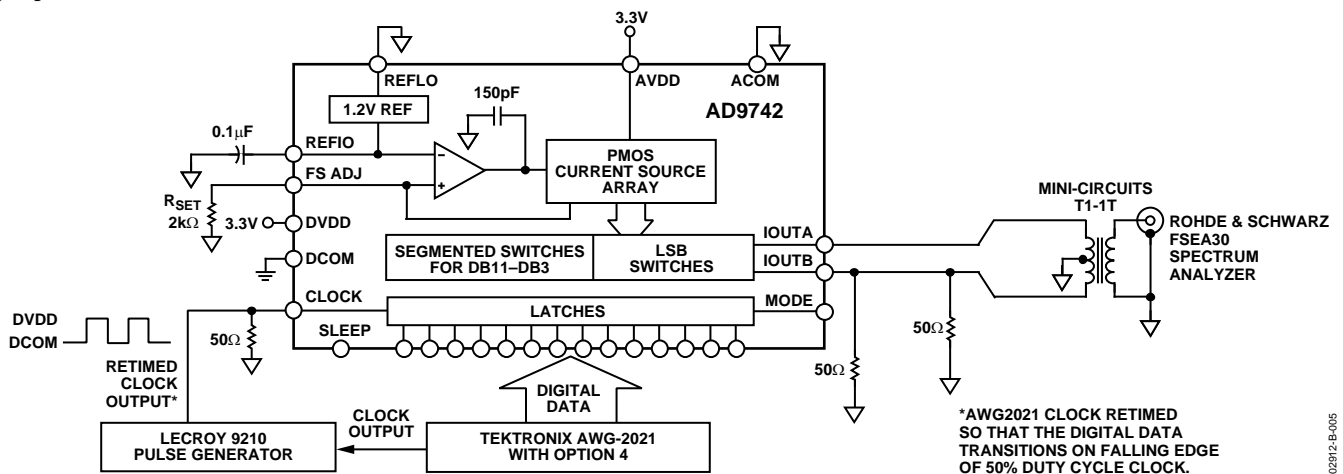 3.3V
REFLO
AVDD
ACOM
150pF
1.2V REF
AD9742
0.1μF
REFIO
–
+
PMOS
CURRENT SOURCE
ARRAY
FS ADJ
RSET
2kΩ
3.3V
DVDD
DCOM
SEGMENTED SWITCHES
FOR DB11–DB3
LSB
SWITCHES
IOUTA
IOUTB
MINI-CIRCUITS
T1-1T
ROHDE & SCHWARZ
FSEA30
SPECTRUM
ANALYZER
CLOCK
LATCHES
MODE
DVDD
DCOM
50Ω
SLEEP
50Ω
50Ω
RETIMED
CLOCK
OUTPUT*
DIGITAL
DATA
CLOCK
OUTPUT
LECROY 9210
PULSE GENERATOR
TEKTRONIX AWG-2021
WITH OPTION 4
*AWG2021 CLOCK RETIMED
SO THAT THE DIGITAL DATA
TRANSITIONS ON FALLING EDGE
OF 50% DUTY CYCLE CLOCK.
02912-B-005